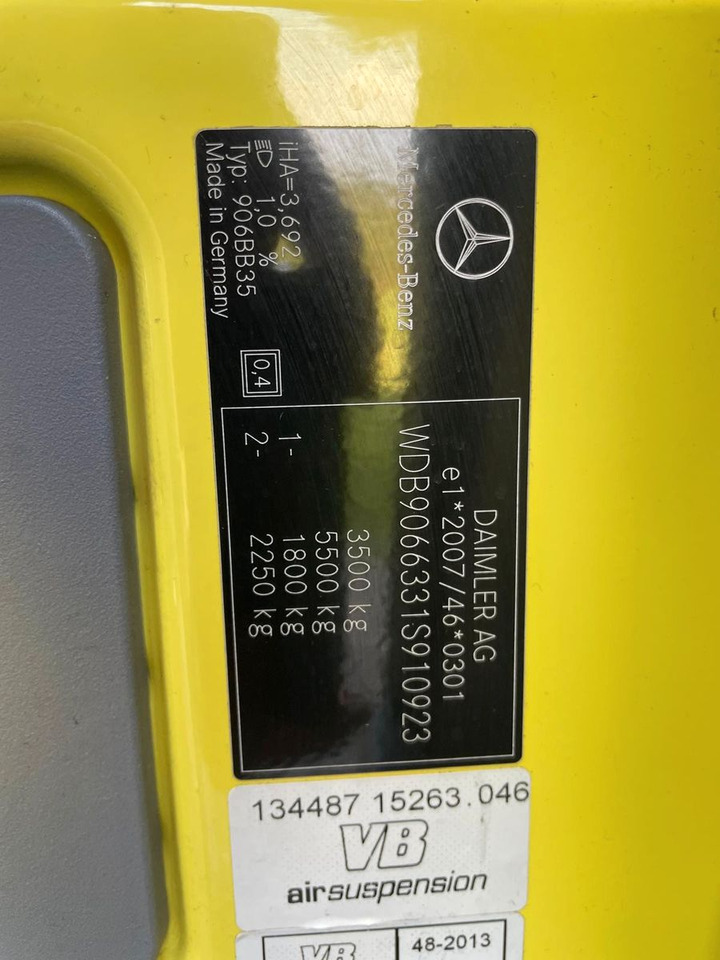 Mercedes-Benz
iHA=3,692
1,0 %
Typ: 906BB35
Made in Germany
0,4
DAIMLER AG
e1*2007/46*0301
WDB9066331S910923
3500 kg
5500 kg
1- 1800 kg
2- 2250 kg
134487 15263.046
VB
airsuspension
VB
48-2013